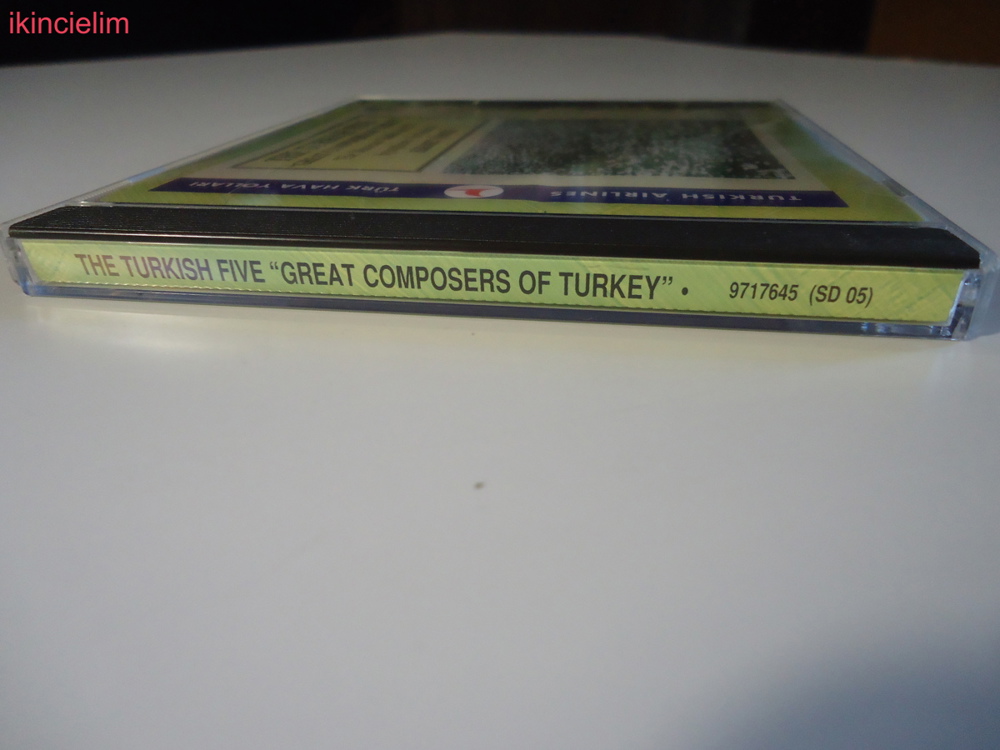 ikincielim
TURKISH AIRLINES TÜRK HAVA YOLLARI
THE TURKISH FIVE “GREAT COMPOSERS OF TURKEY” • 9717645 (SD 05)